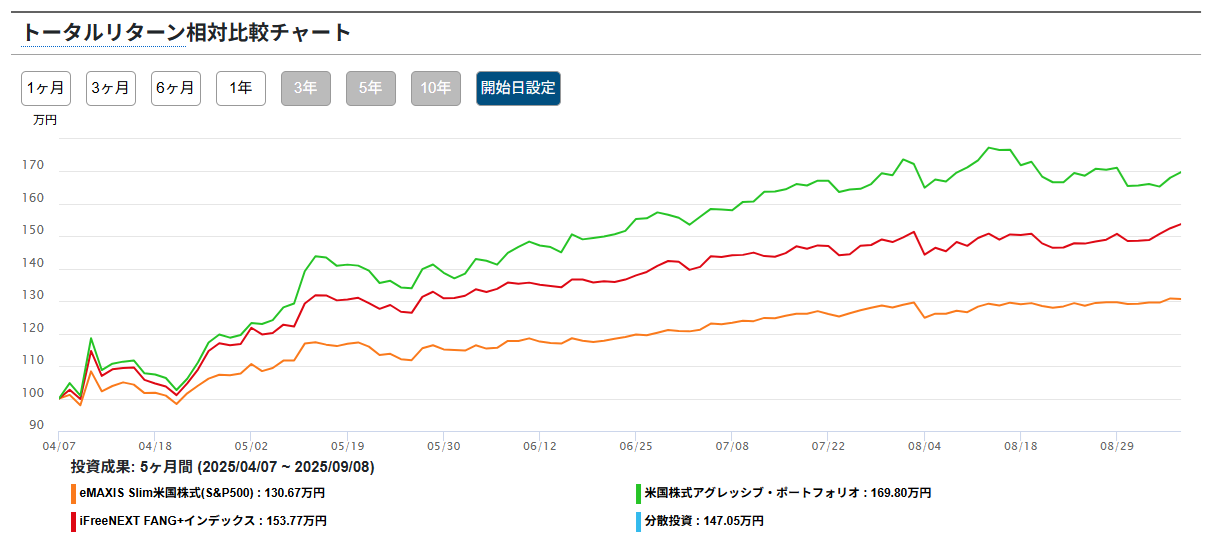 トータルリターン相対比較チャート
1ヶ月 3ヶ月 6ヶ月 1年 3年 5年 10年 開始日設定
万円
170
160
150
140
130
120
110
100
90
04/07 04/18 05/02 05/19 05/30 06/12 06/25 07/08 07/22 08/04 08/18 08/29
投資成果: 5ヶ月間 (2025/04/07 ~ 2025/09/08)
eMAXIS Slim米国株式(S&P500) : 130.67万円
米国株式アグレッシブ・ポートフォリオ : 169.80万円
iFreeNEXT FANG+インデックス : 153.77万円
分散投資 : 147.05万円